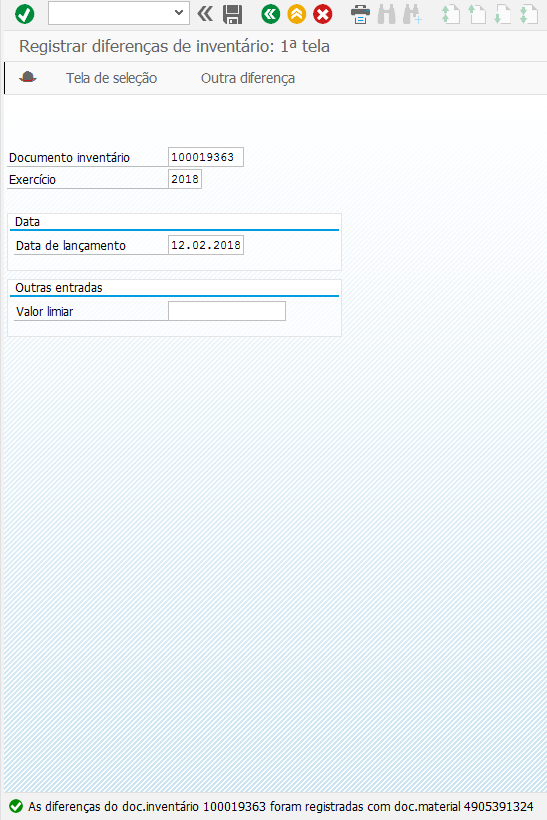 Registrar diferenças de inventário: 1ª tela
Tela de seleção Outra diferença
Documento inventário 100019363
Exercício 2018
Data
Data de lançamento 12.02.2018
Outras entradas
Valor limiar
As diferenças do doc.inventário 100019363 foram registradas com doc.material 4905391324